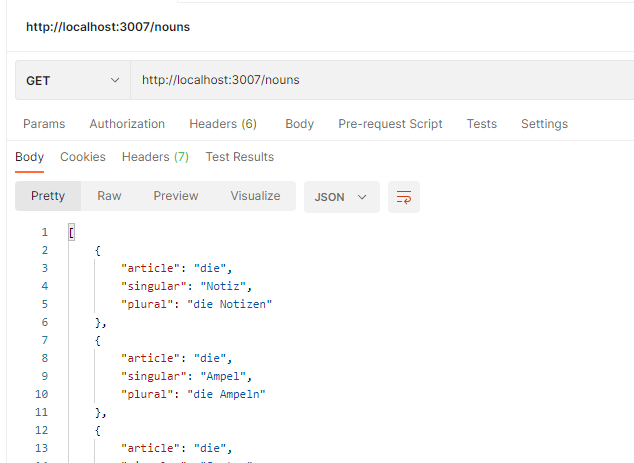 http://localhost:3007/nouns
GET http://localhost:3007/nouns
Params Authorization Headers (6) Body Pre-request Script Tests Settings
Body Cookies Headers (7) Test Results
Pretty Raw Preview Visualize JSON
1 [
2 {
3 "article": "die",
4 "singular": "Notiz",
5 "plural": "die Notizen"
6 },
7 {
8 "article": "die",
9 "singular": "Ampel",
10 "plural": "die Ampeln"
11 },
12 {
13 "article": "die",